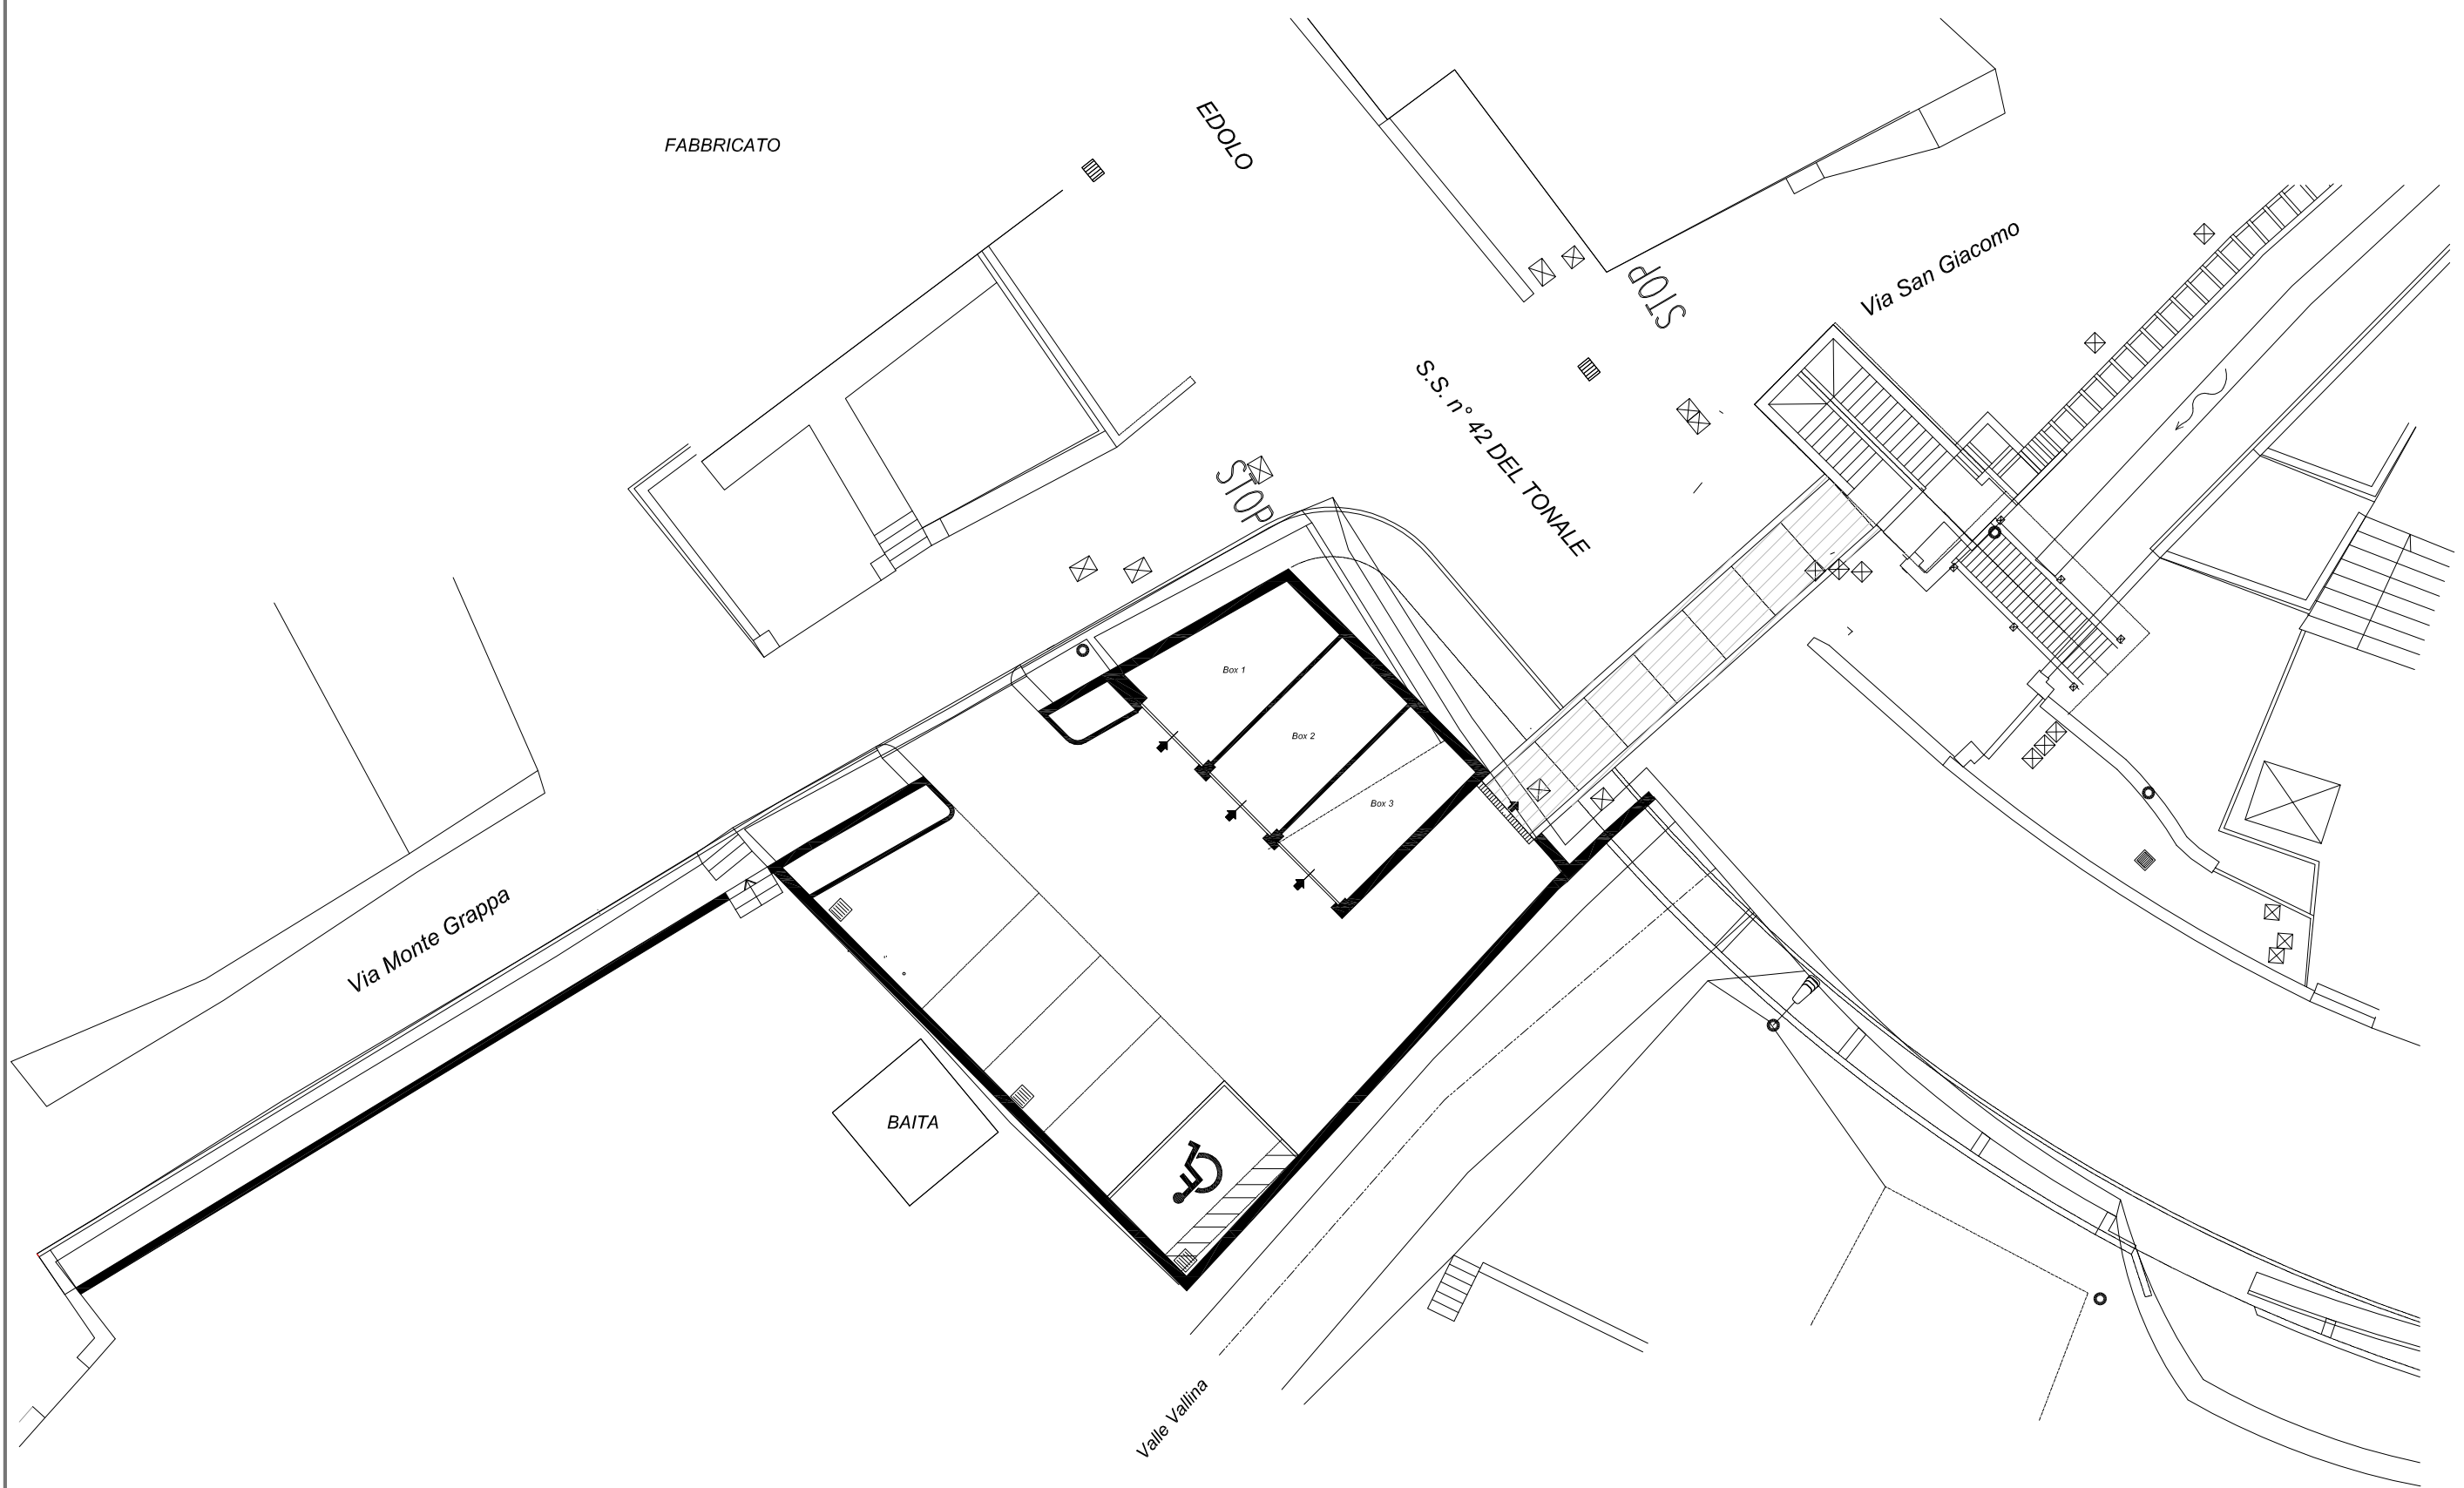 FABBRICATO
EDOLO
STOP
Via San Giacomo
S.S. n° 42 DEL TONALE
STOP
Box 1
Box 2
Box 3
Via Monte Grappa
BAITA
Valle Vallina